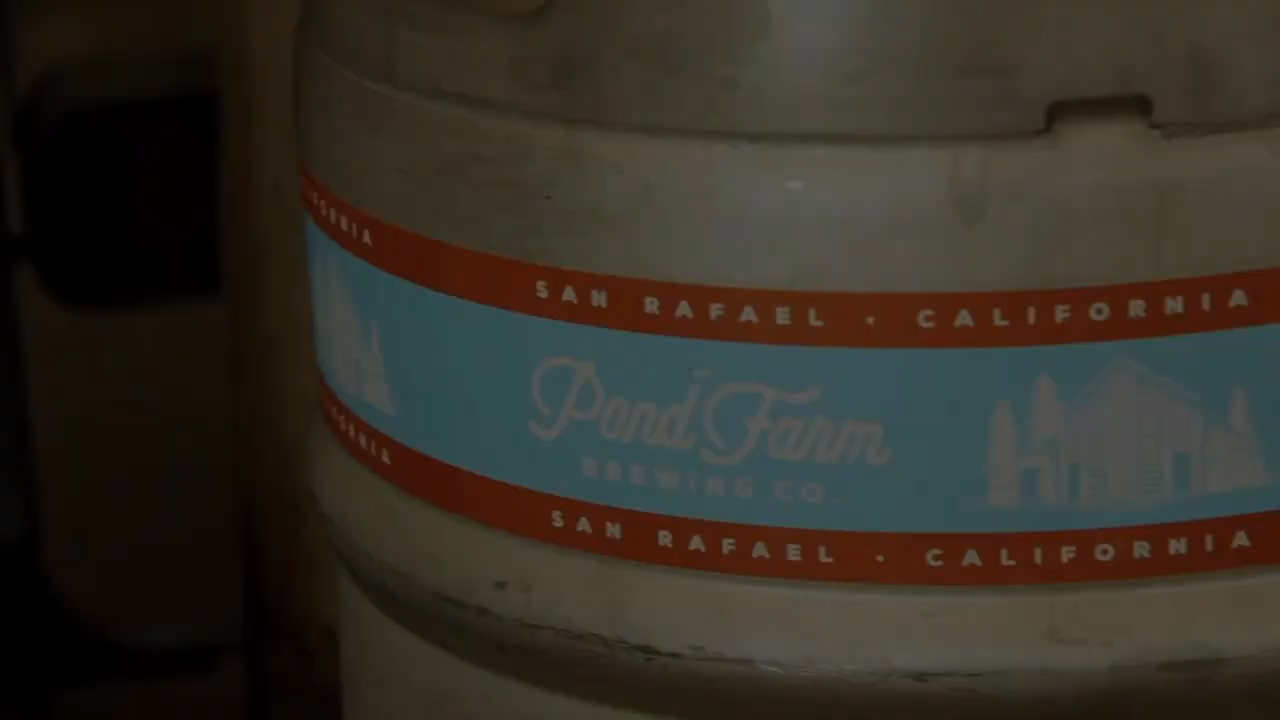 SAN RAFAEL • CALIFORNIA
Pond Farm
BREWING CO.
SAN RAFAEL • CALIFORNIA